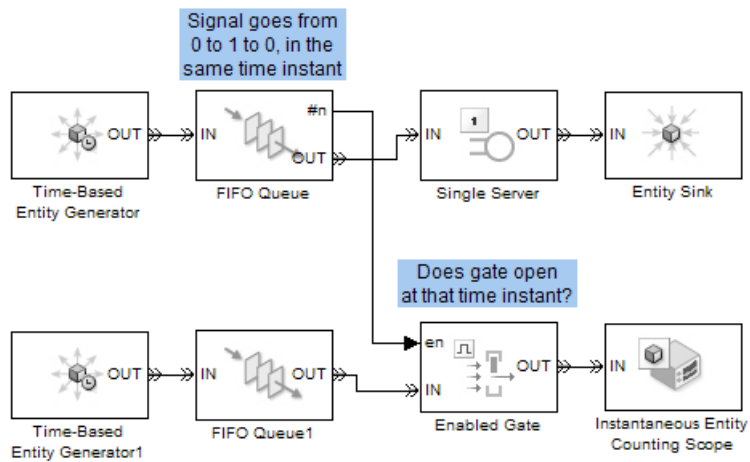 Signal goes from
0 to 1 to 0, in the
same time instant
#n
OUT
IN
OUT
IN
1
OUT
IN
Time-Based
Entity Generator
FIFO Queue
Single Server
Entity Sink
Does gate open
at that time instant?
OUT
IN
OUT
en
IN
OUT
IN
Time-Based
Entity Generator1
FIFO Queue1
Enabled Gate
Instantaneous Entity
Counting Scope